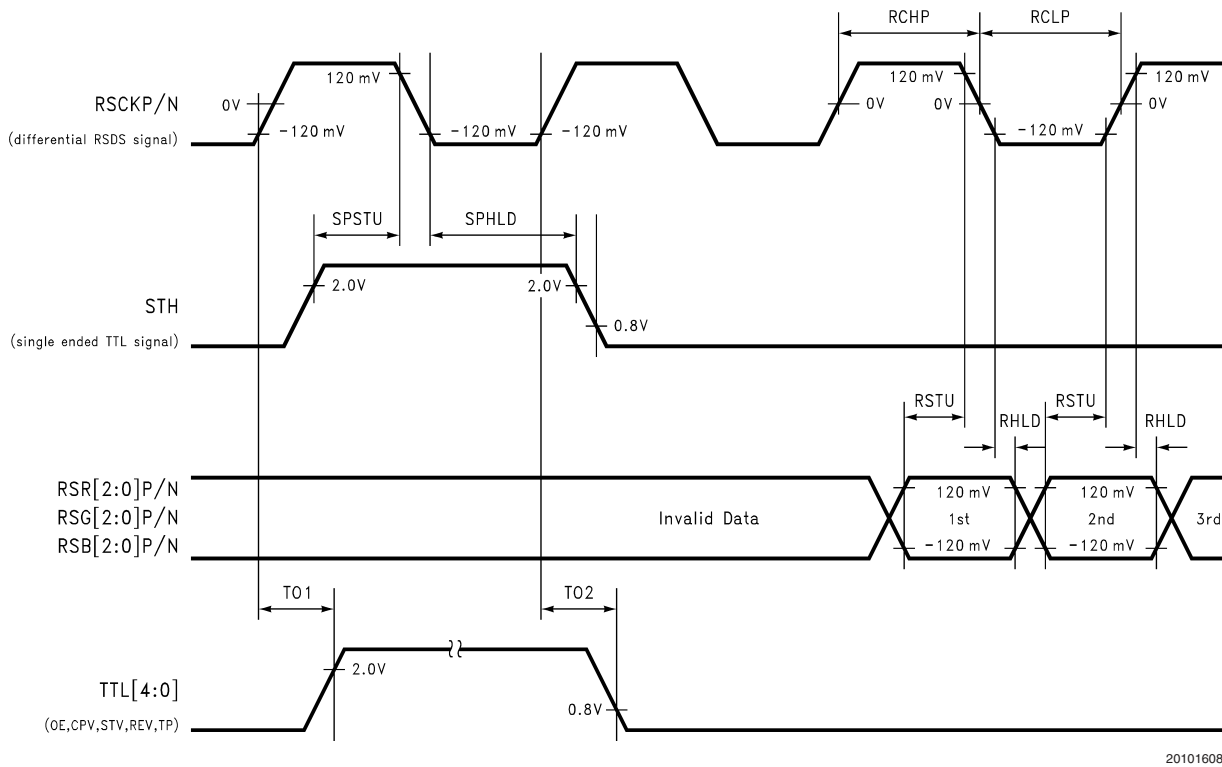 RCHP RCLP
120 mV 120 mV 120 mV
RSCKP/N 0V 0V 0V 0V
(differential RSDS signal) -120 mV -120 mV -120 mV -120 mV
SPSTU SPHLD
2.0V 2.0V
STH
0.8V
(single ended TTL signal)
RSTU RSTU
RHLD RHLD
RSR[2:0]P/N 120 mV 120 mV
RSG[2:0]P/N Invalid Data 1st 2nd 3rd
RSB[2:0]P/N -120 mV -120 mV
TO1 TO2
2.0V
TTL[4:0]
0.8V
(OE,CPV,STV,REV,TP)
20101608